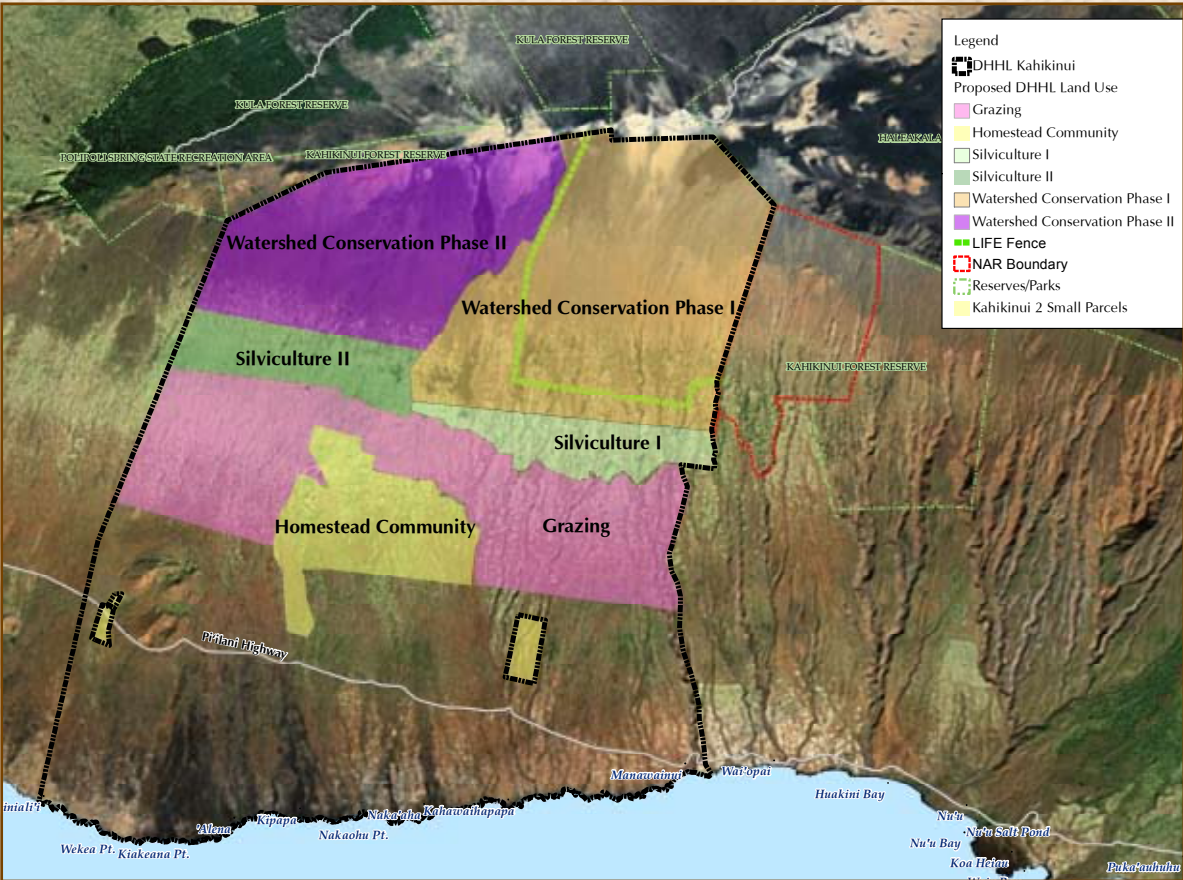 KULA FOREST RESERVE
KULA FOREST RESERVE
POLIPOLI SPRING STATE RECREATION AREA
KAHIKINUI FOREST RESERVE
HALEAKALA
Legend
DHHL Kahikinui
Proposed DHHL Land Use
Grazing
Homestead Community
Silviculture I
Silviculture II
Watershed Conservation Phase I
Watershed Conservation Phase II
LIFE Fence
NAR Boundary
Reserves/Parks
Kahikinui 2 Small Parcels
Watershed Conservation Phase II
Watershed Conservation Phase I
Silviculture II
KAHIKINUI FOREST RESERVE
Silviculture I
Homestead Community
Grazing
Pi'ilani Highway
Manawainui
Wai'opai
Huakini Bay
iniali'i
'Alena
Kipapa
Naka'aha
Kahawaihapapa
Nakaohu Pt.
Wekea Pt.
Kiakeana Pt.
Nu'u
Nu'u Salt Pond
Nu'u Bay
Koa Heiau
Puka'auhuhu